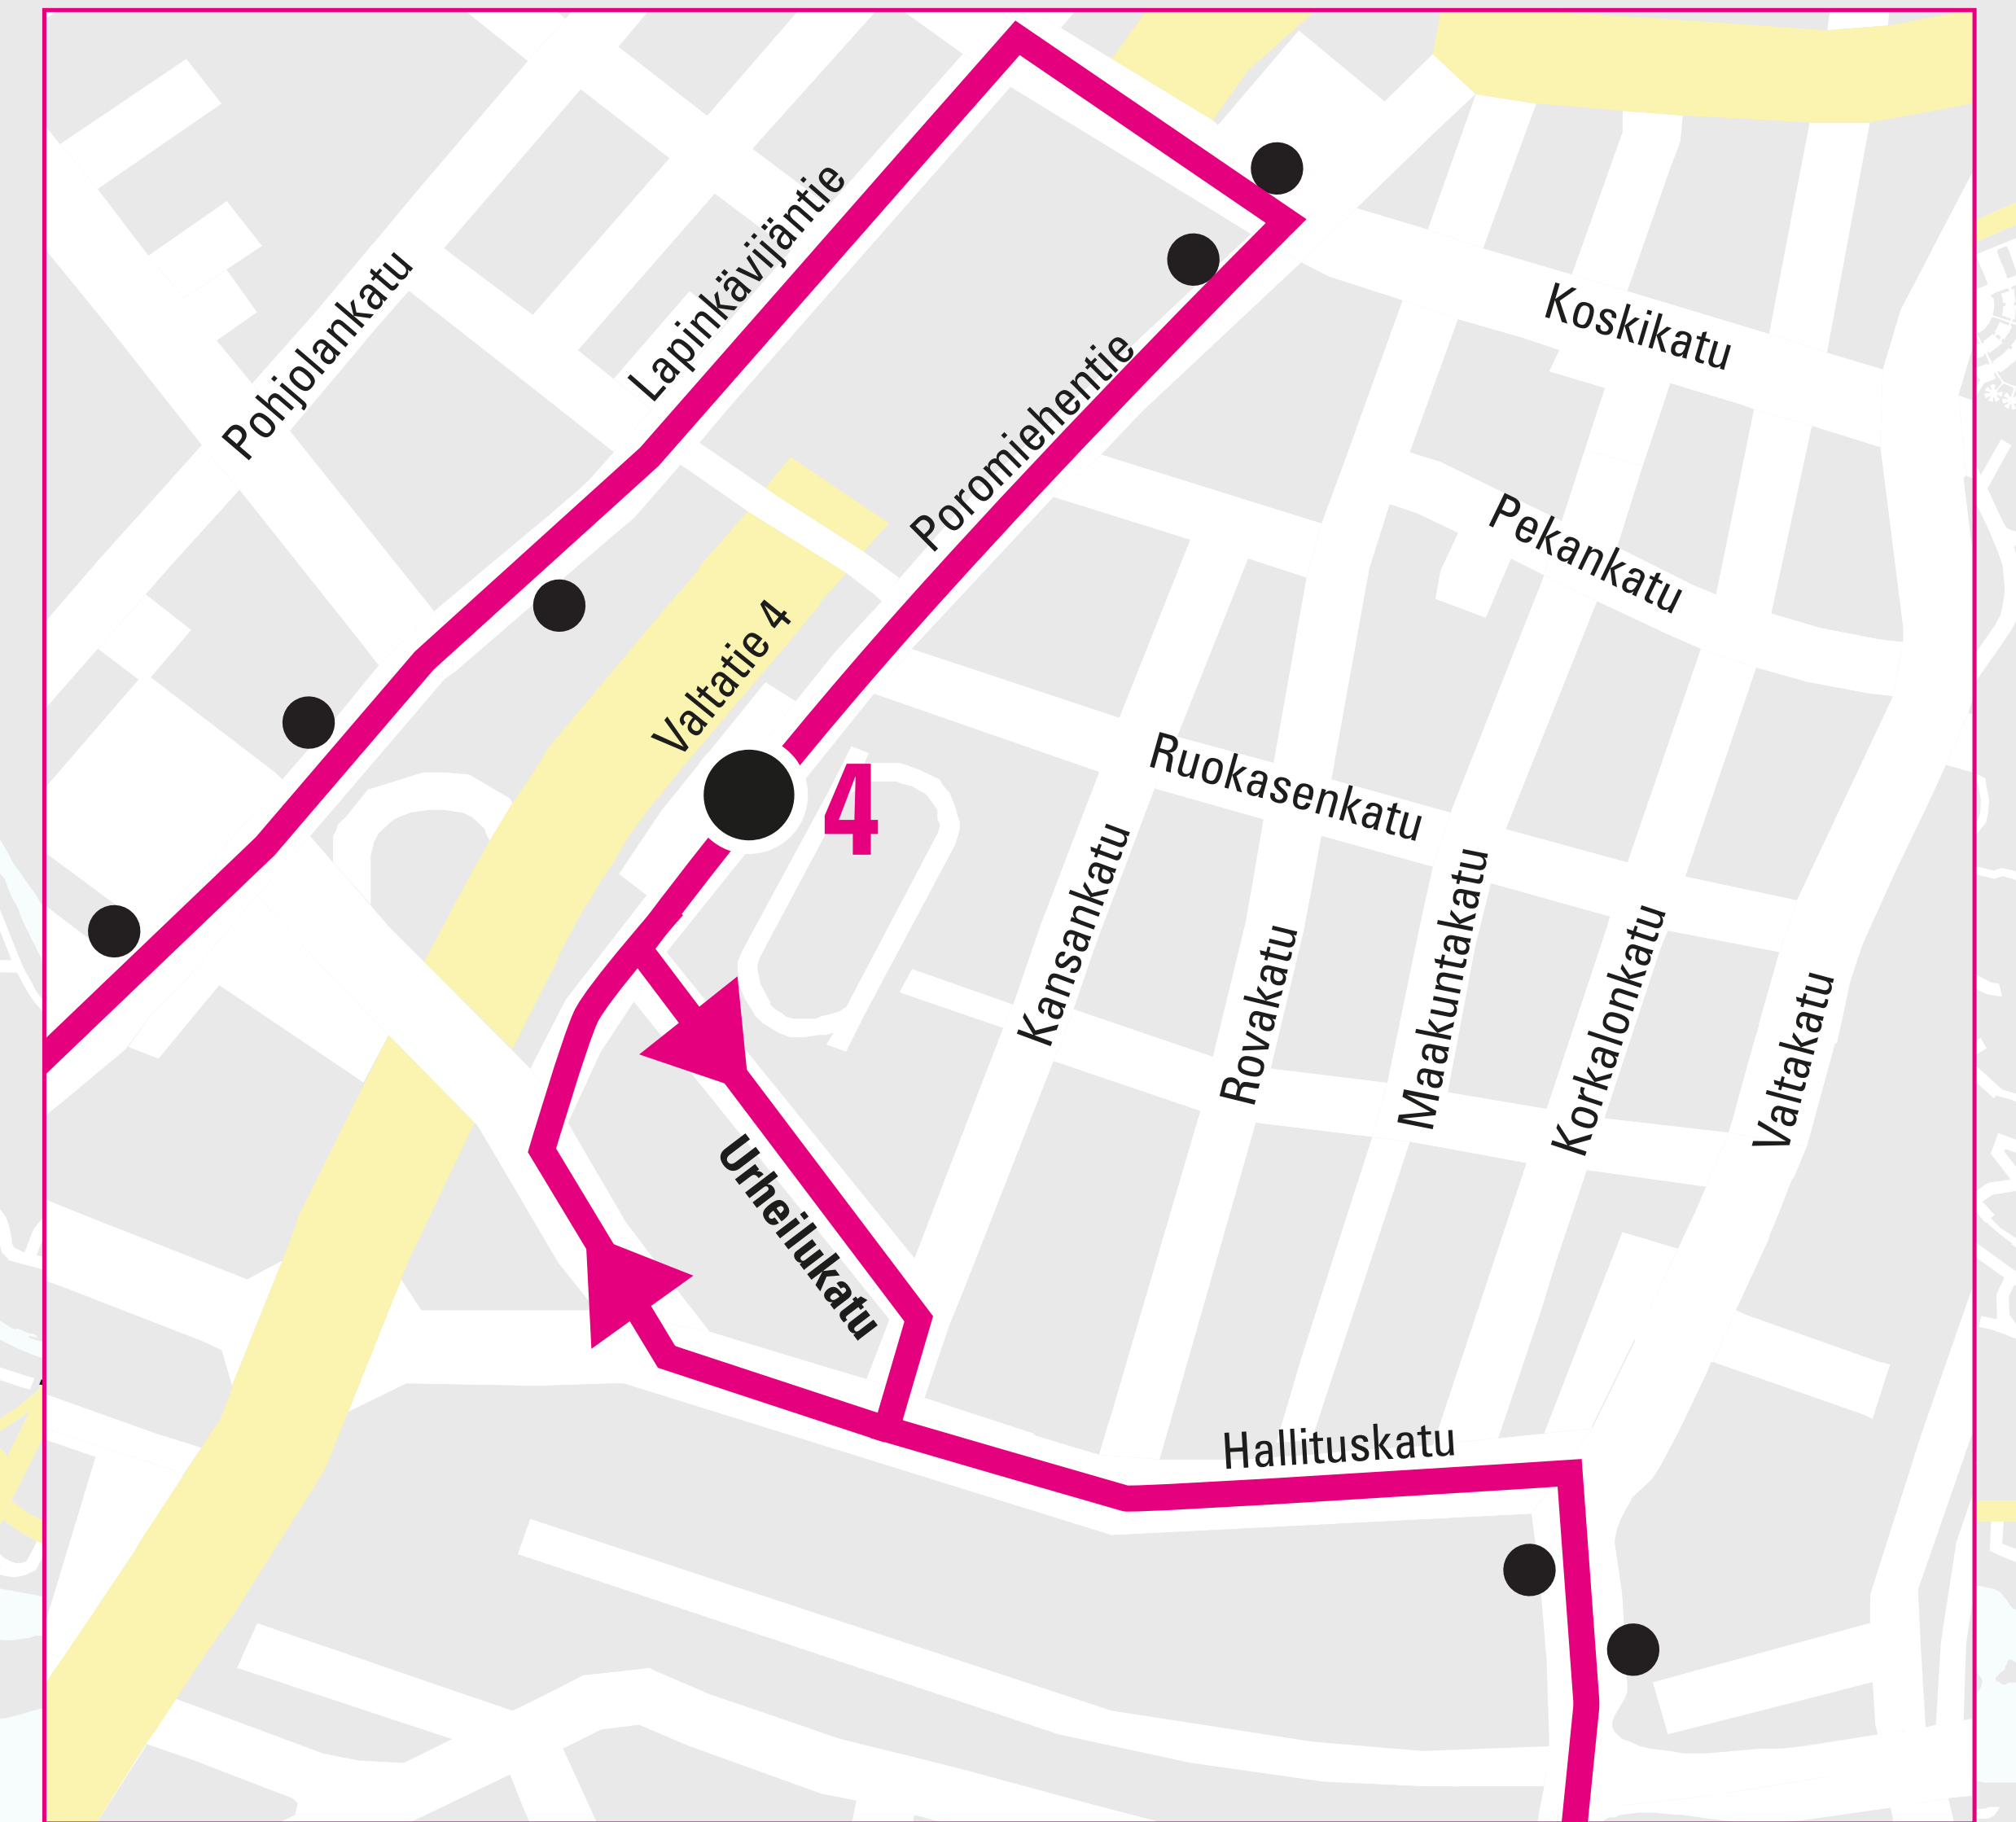 Pohjolankatu
Lapinkävijäntie
Poromiehentie
Koskikatu
Pekankatu
Valtatie 4
4
Ruokasenkatu
Kansankatu
Rovakatu
Maakuntakatu
Korkalonkatu
Valtakatu
Urheilukatu
Hallituskatu